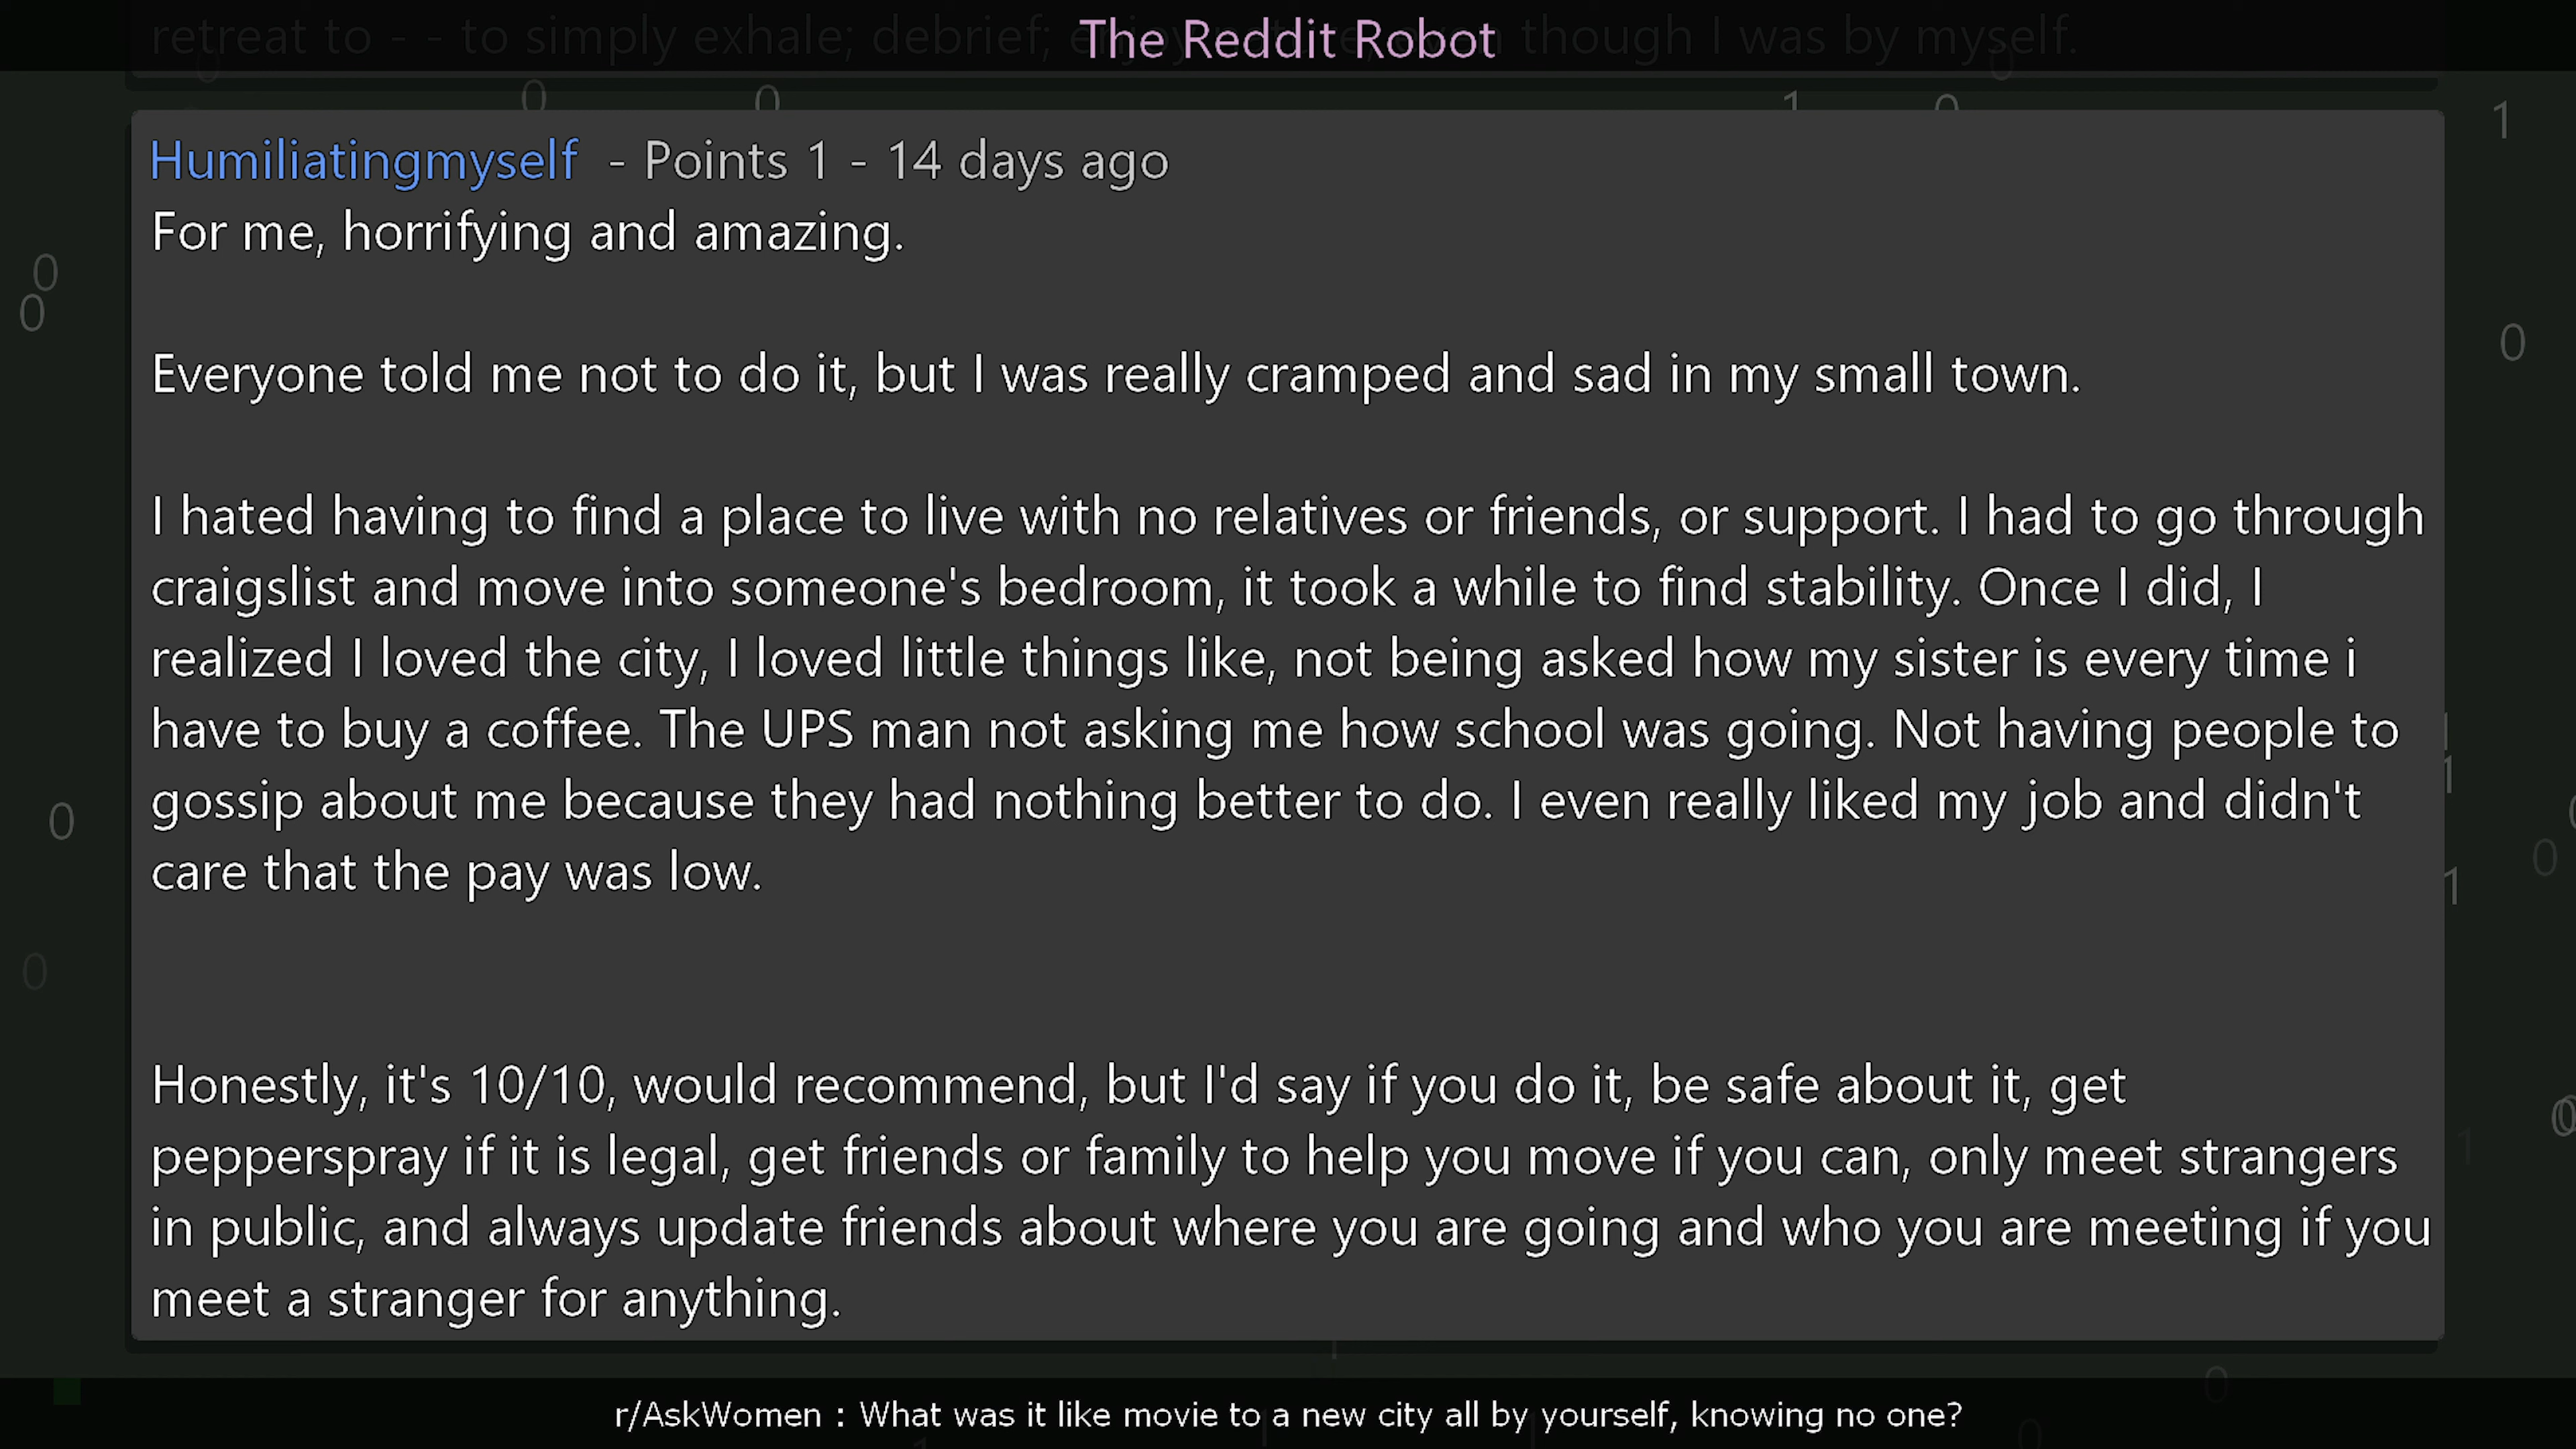 retreat to - - to simply exhale; debrief; though I was by myself.
The Reddit Robot
Humiliatingmyself - Points 1 - 14 days ago
For me, horrifying and amazing.
Everyone told me not to do it, but I was really cramped and sad in my small town.
I hated having to find a place to live with no relatives or friends, or support. I had to go through
craigslist and move into someone's bedroom, it took a while to find stability. Once I did, I
realized I loved the city, I loved little things like, not being asked how my sister is every time i
have to buy a coffee. The UPS man not asking me how school was going. Not having people to
gossip about me because they had nothing better to do. I even really liked my job and didn't
care that the pay was low.
Honestly, it's 10/10, would recommend, but I'd say if you do it, be safe about it, get
pepperspray if it is legal, get friends or family to help you move if you can, only meet strangers
in public, and always update friends about where you are going and who you are meeting if you
meet a stranger for anything.
r/AskWomen : What was it like movie to a new city all by yourself, knowing no one?